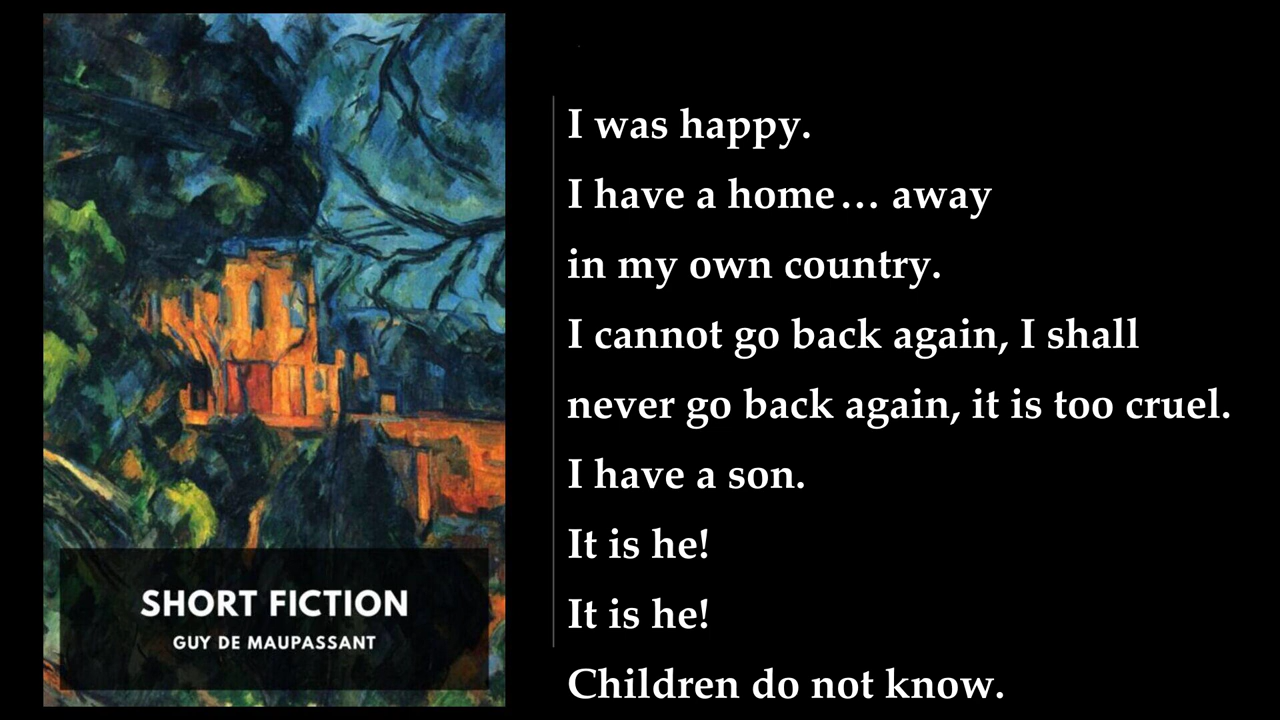 SHORT FICTION
GUY DE MAUPASSANT
I was happy.
I have a home… away
in my own country.
I cannot go back again, I shall
never go back again, it is too cruel.
I have a son.
It is he!
It is he!
Children do not know.